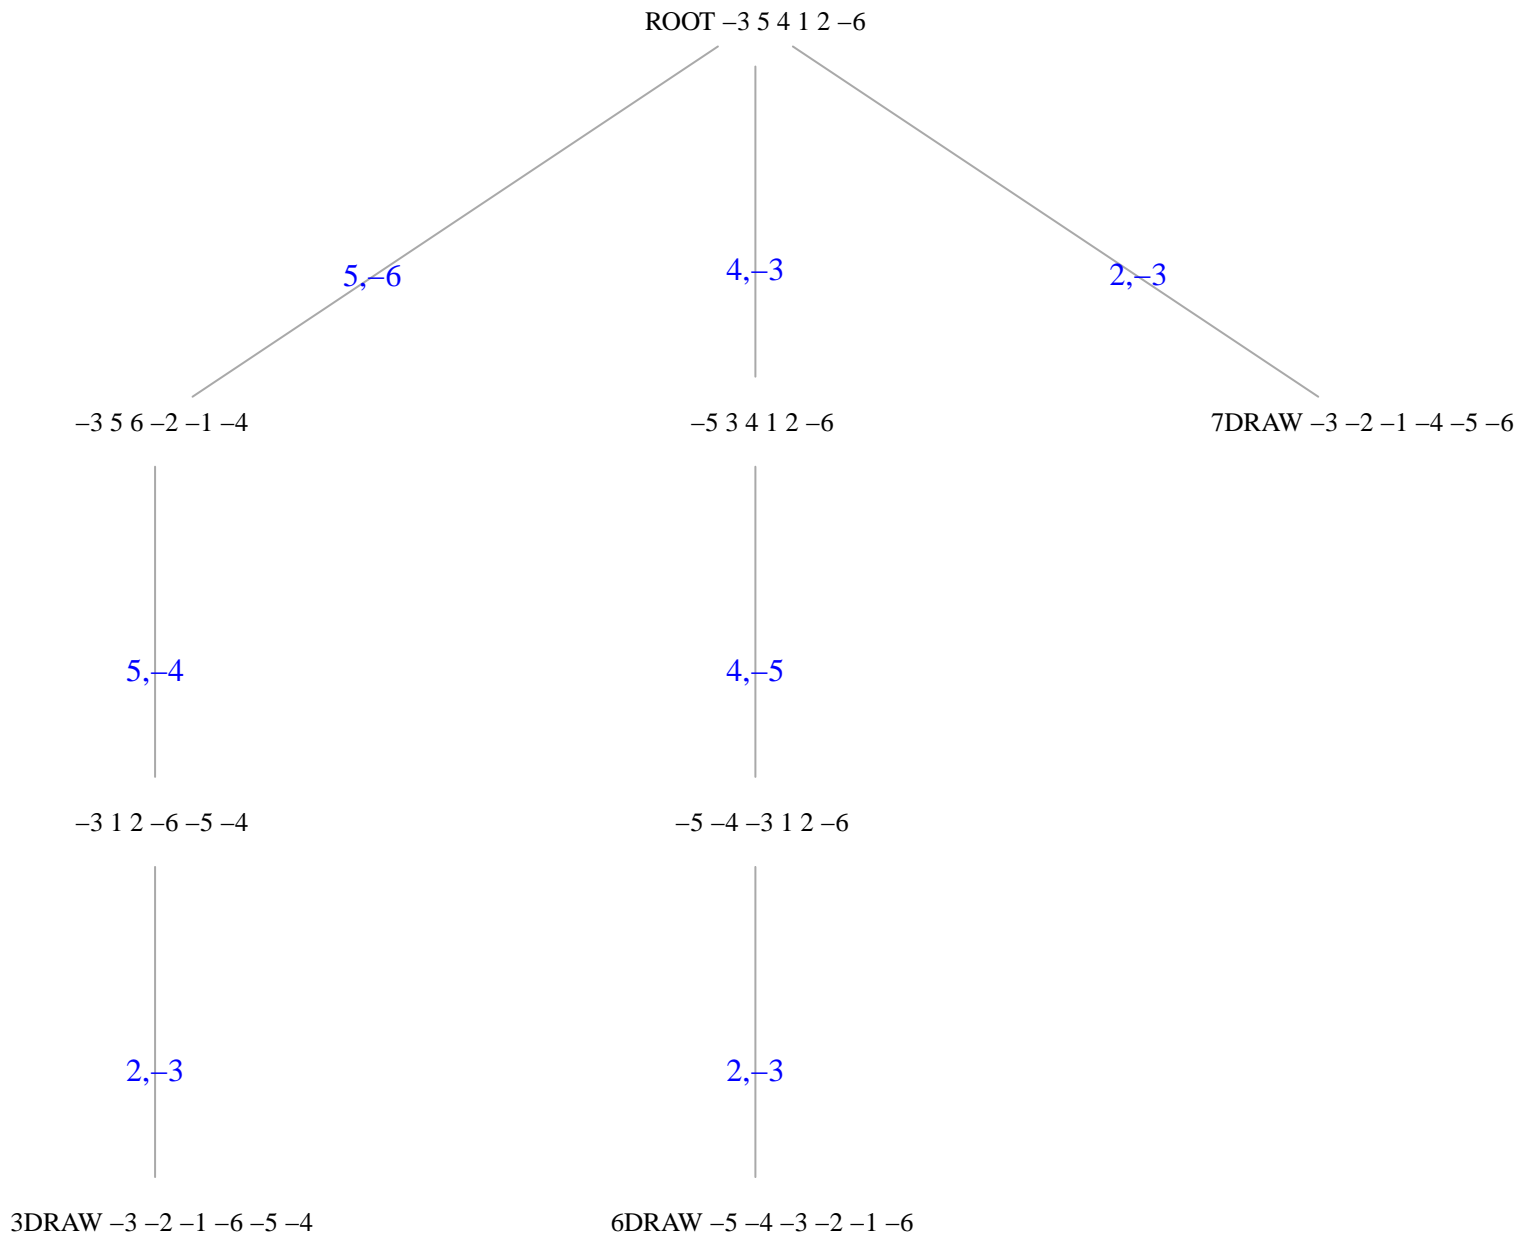 ROOT –3 5 4 1 2 –6
5,–6
4,–3
2,–3
–3 5 6 –2 –1 –4
–5 3 4 1 2 –6
7DRAW –3 –2 –1 –4 –5 –6
5,–4
4,–5
–3 1 2 –6 –5 –4
–5 –4 –3 1 2 –6
2,–3
2,–3
3DRAW –3 –2 –1 –6 –5 –4
6DRAW –5 –4 –3 –2 –1 –6